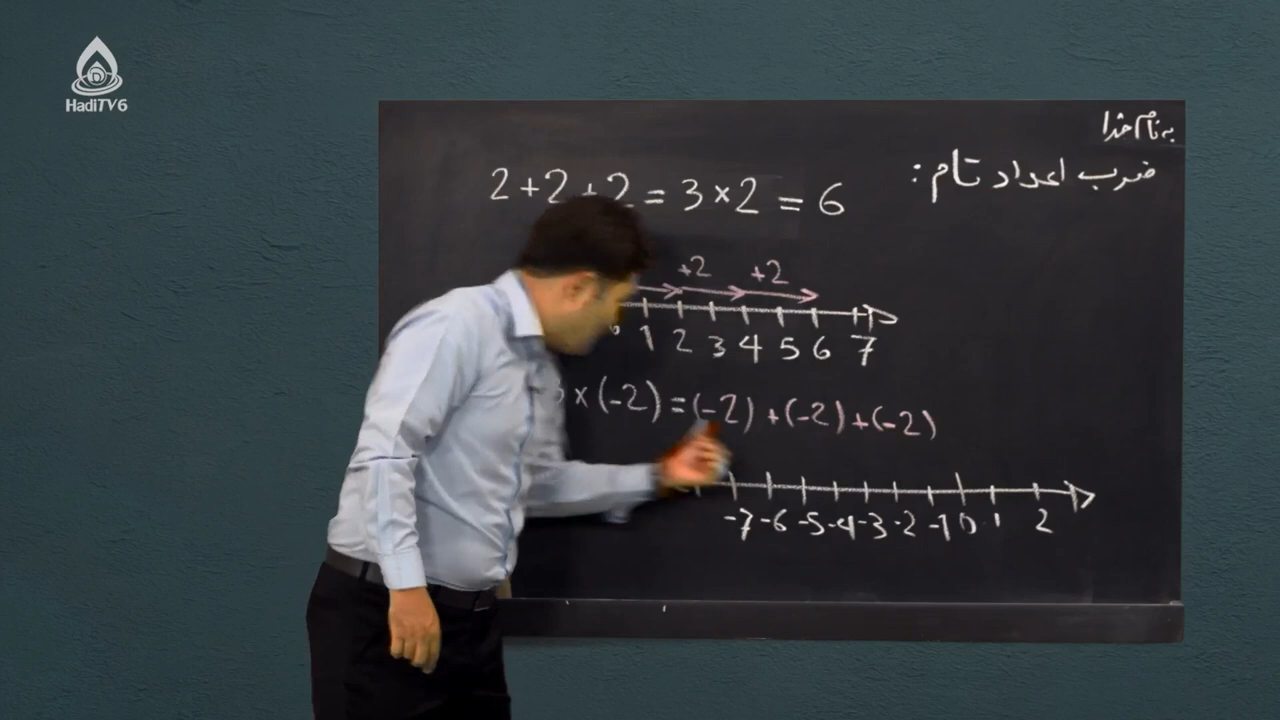 HadiTV6
به نام خدا
ضرب اعداد تام :
2+2+2=3×2=6
+2 +2
1 2 3 4 5 6 7
×(-2)=(-2)+(-2)+(-2)
-7 -6 -5 -4 -3 -2 -1 0 1 2